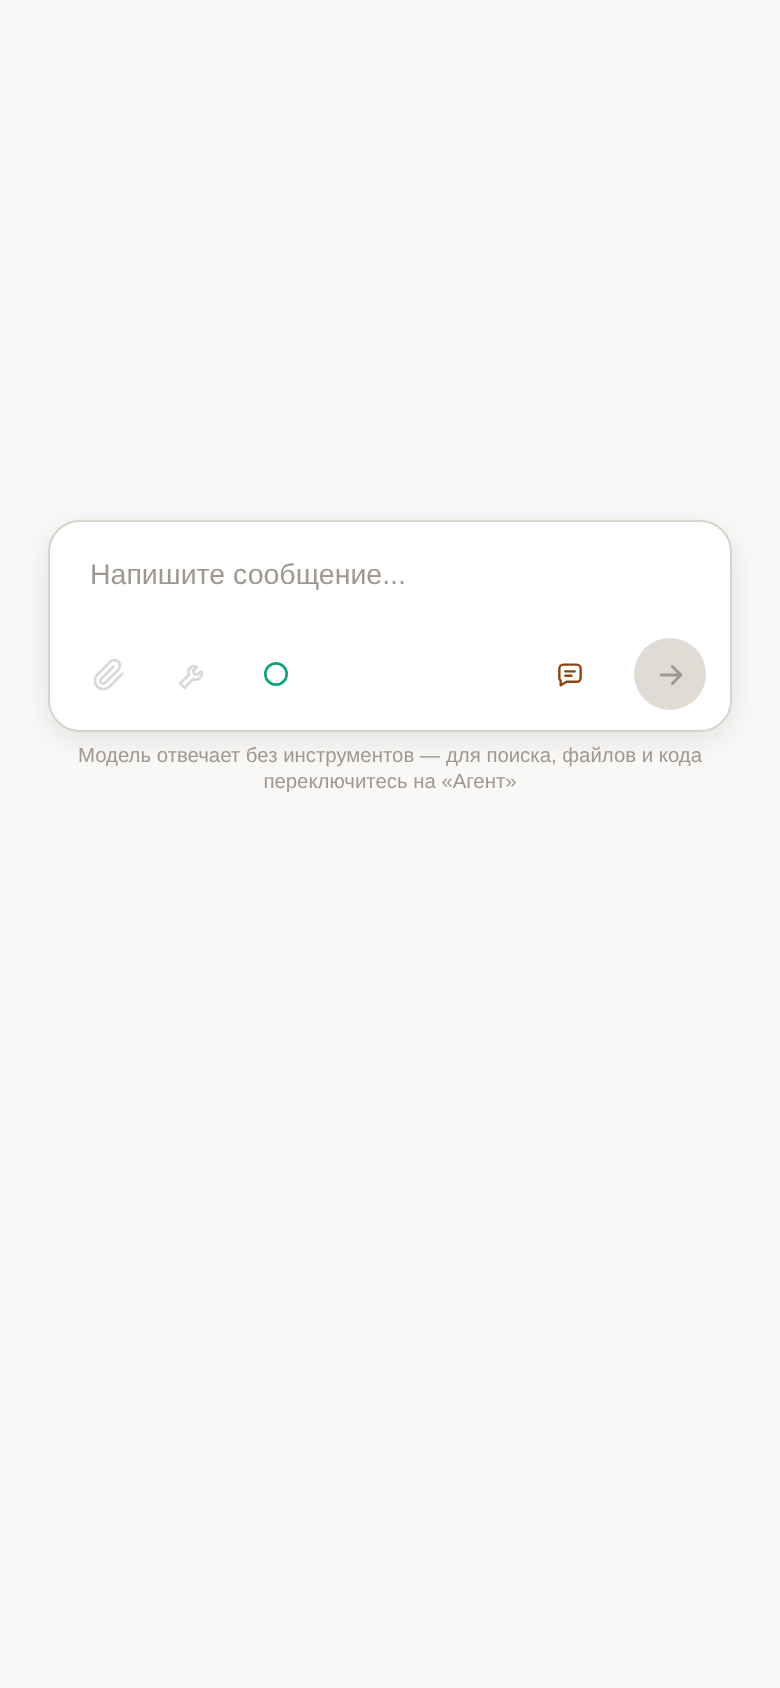 Напишите сообщение...
Модель отвечает без инструментов — для поиска, файлов и кода
переключитесь на «Агент»